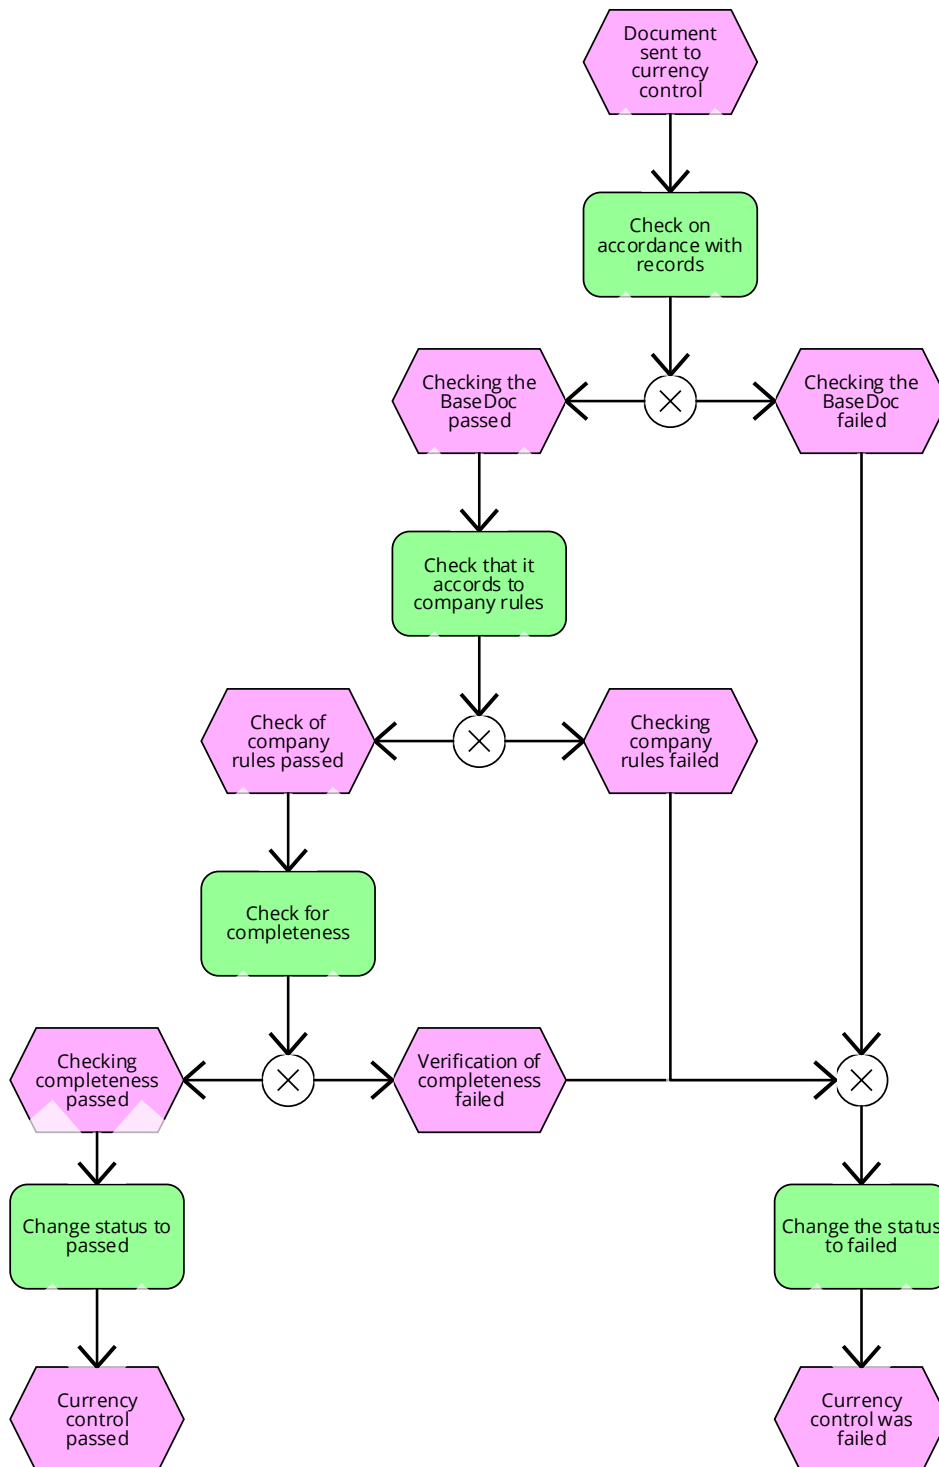 Document
sent to
currency
control
Check on
accordance with
records
Checking the
BaseDoc
passed
Checking the
BaseDoc
failed
Check that it
accords to
company rules
Check of
company
rules passed
Checking
company
rules failed
Check for
completeness
Checking
completeness
passed
Verification of
completeness
failed
Change status to
passed
Change the status
to failed
Currency
control
passed
Currency
control was
failed